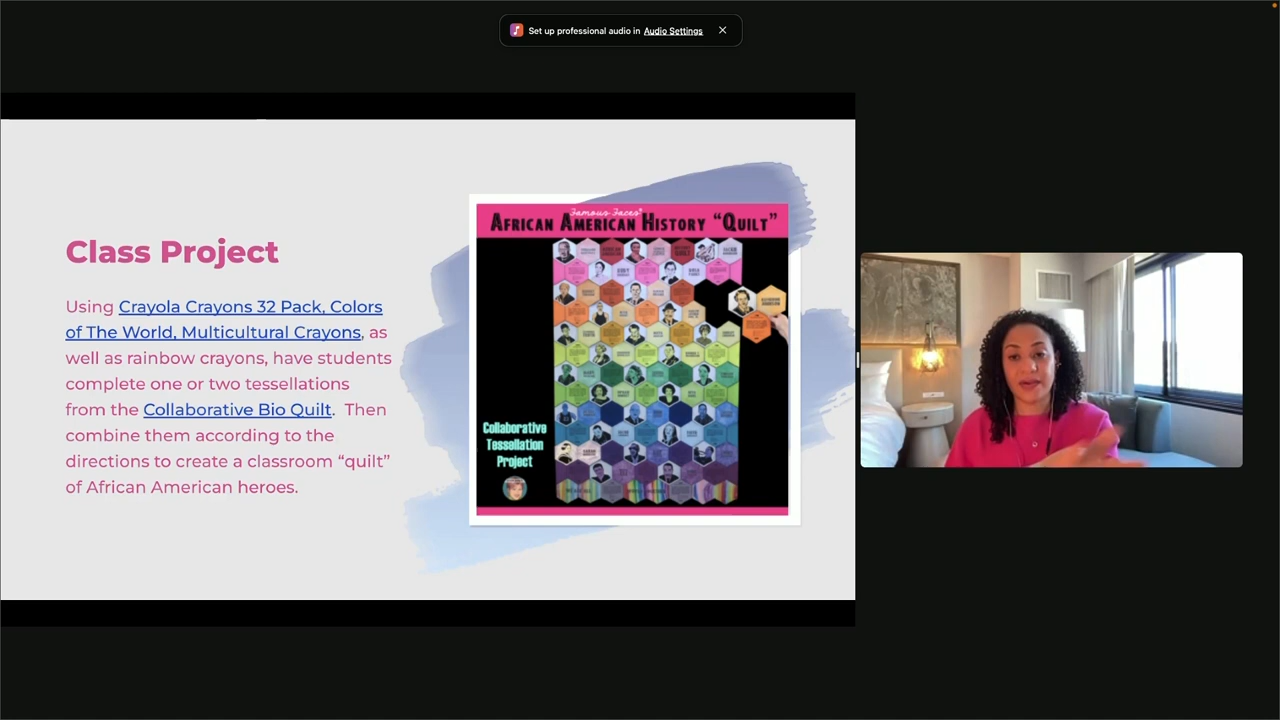 Set up professional audio in Audio Settings
Class Project
Using Crayola Crayons 32 Pack, Colors
of The World, Multicultural Crayons, as
well as rainbow crayons, have students
complete one or two tessellations
from the Collaborative Bio Quilt.  Then
combine them according to the
directions to create a classroom “quilt”
of African American heroes.
Famous Faces®
AFRICAN AMERICAN HISTORY “QUILT”
Collaborative
Tessellation
Project